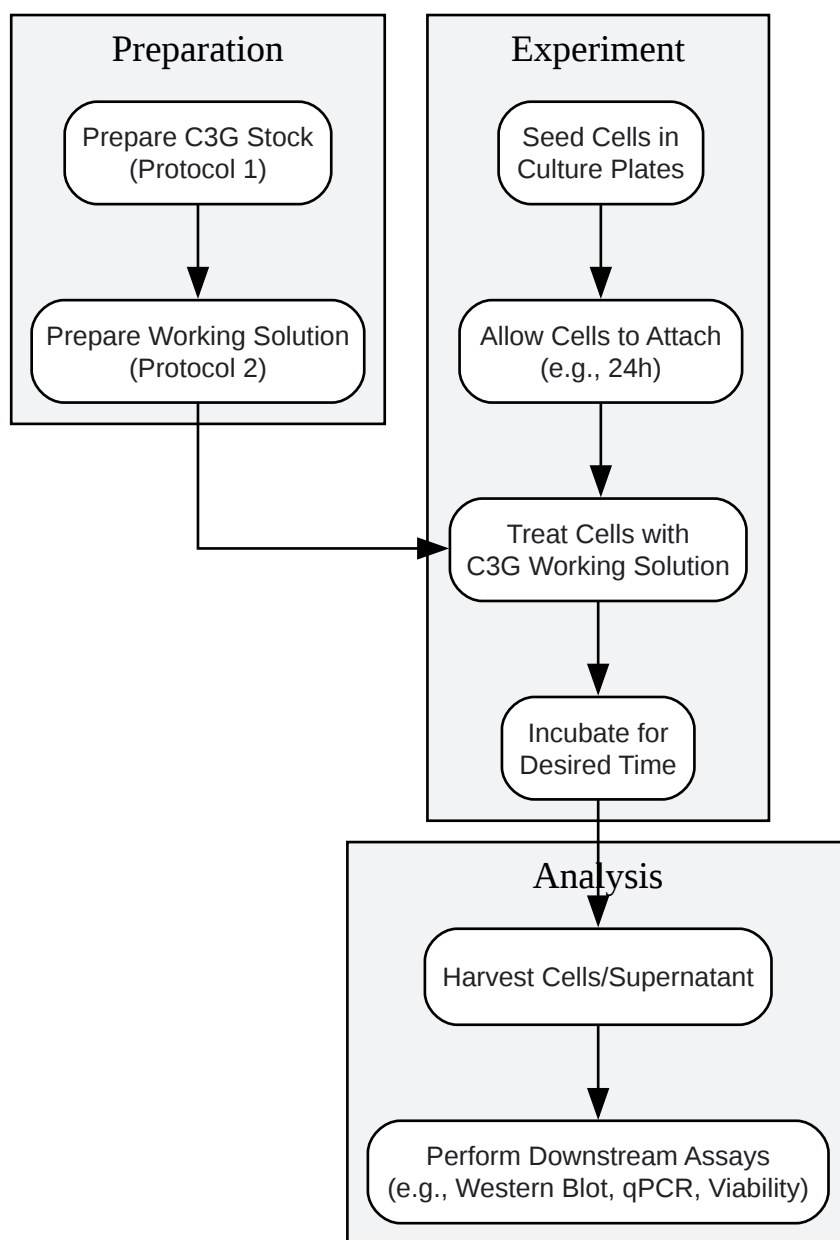 Preparation
Prepare C3G Stock
(Protocol 1)
Prepare Working Solution
(Protocol 2)
Experiment
Seed Cells in
Culture Plates
Allow Cells to Attach
(e.g., 24h)
Treat Cells with
C3G Working Solution
Incubate for
Desired Time
Analysis
Harvest Cells/Supernatant
Perform Downstream Assays
(e.g., Western Blot, qPCR, Viability)